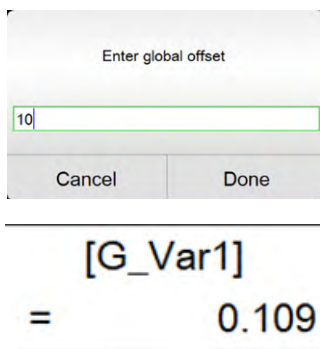 Enter global offset
10
Cancel Done
[G_Var1]
= 0.109